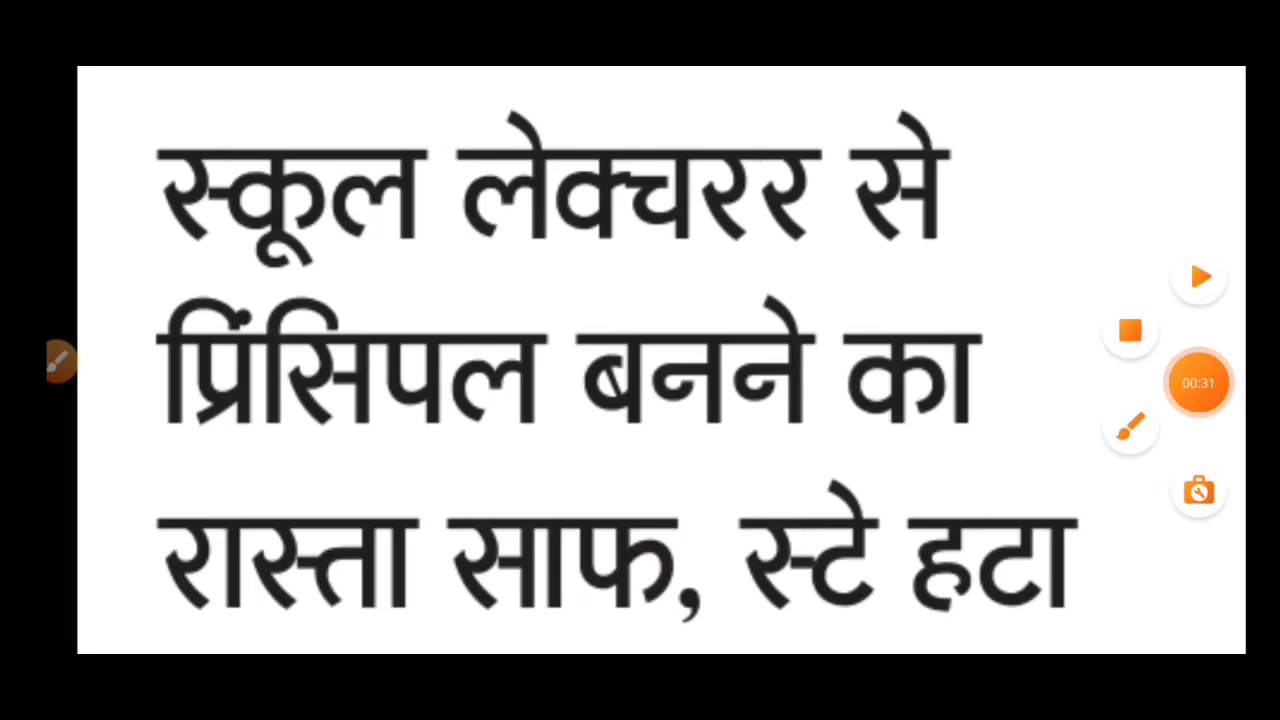 स्कूल लेक्चरर से
प्रिंसिपल बनने का
रास्ता साफ, स्टे हटा
00:31